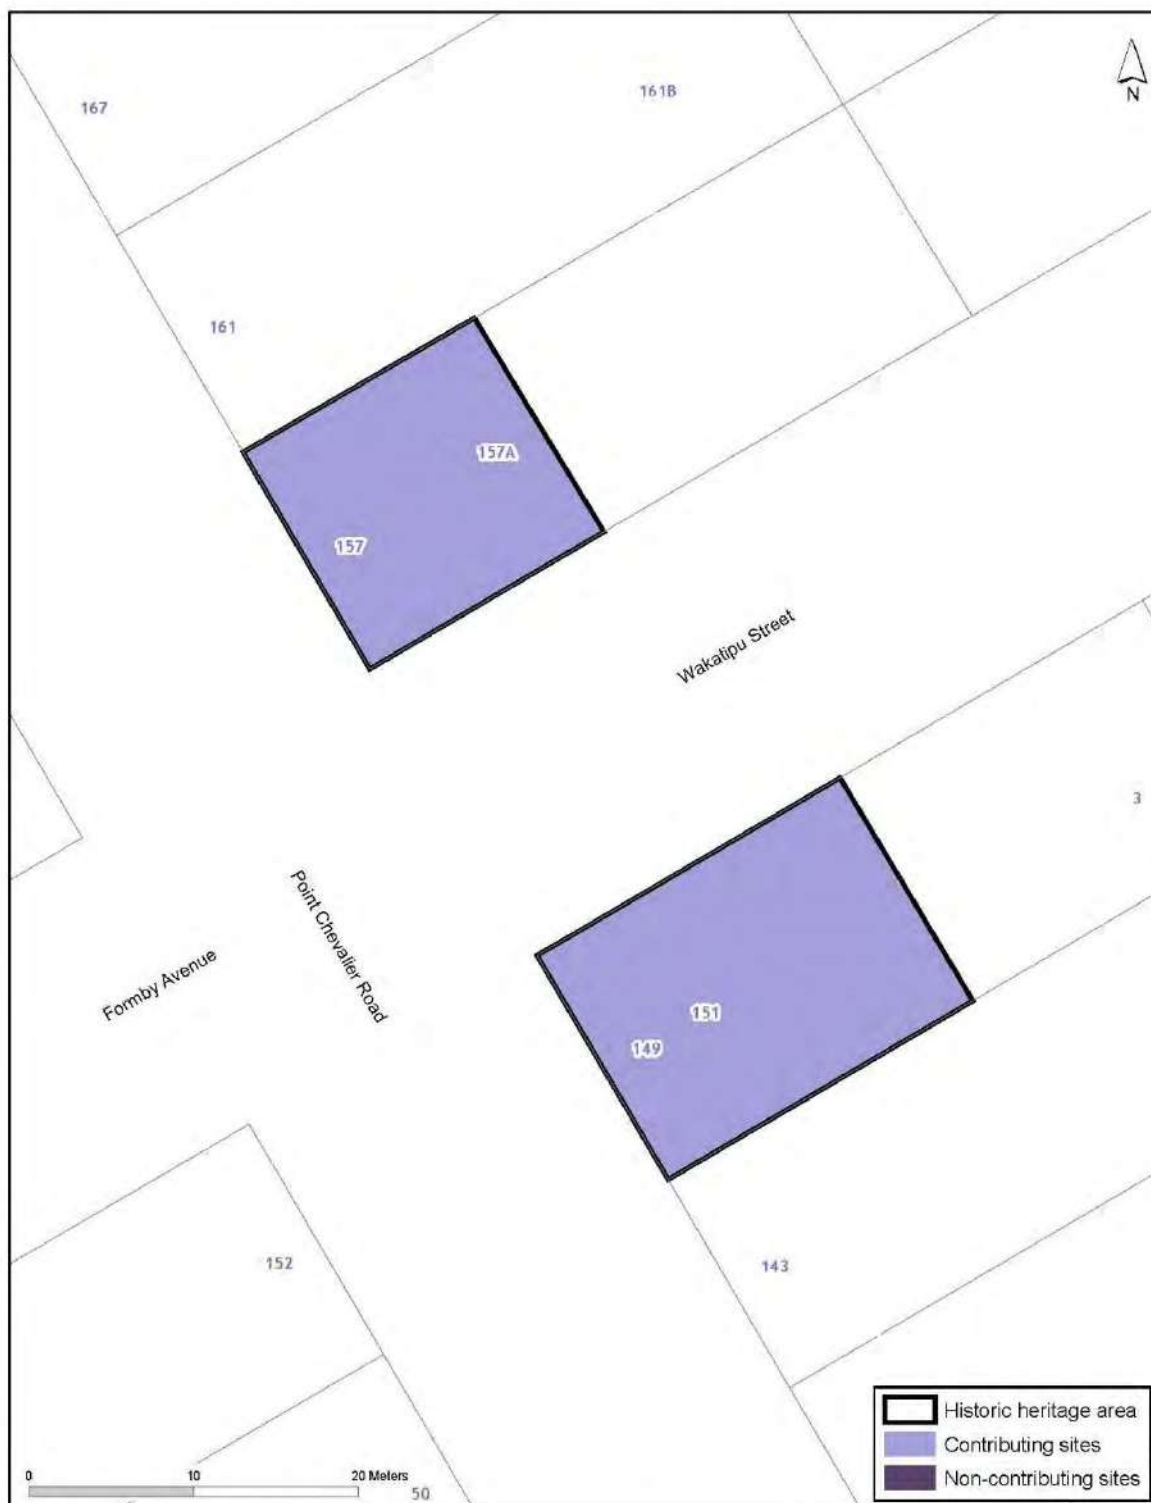 167
161B
N
161
157A
157
Wakatipu Street
3
Point Chevalier Road
Formby Avenue
151
149
152
143
Historic heritage area
Contributing sites
Non-contributing sites
0 10 20 Meters
50